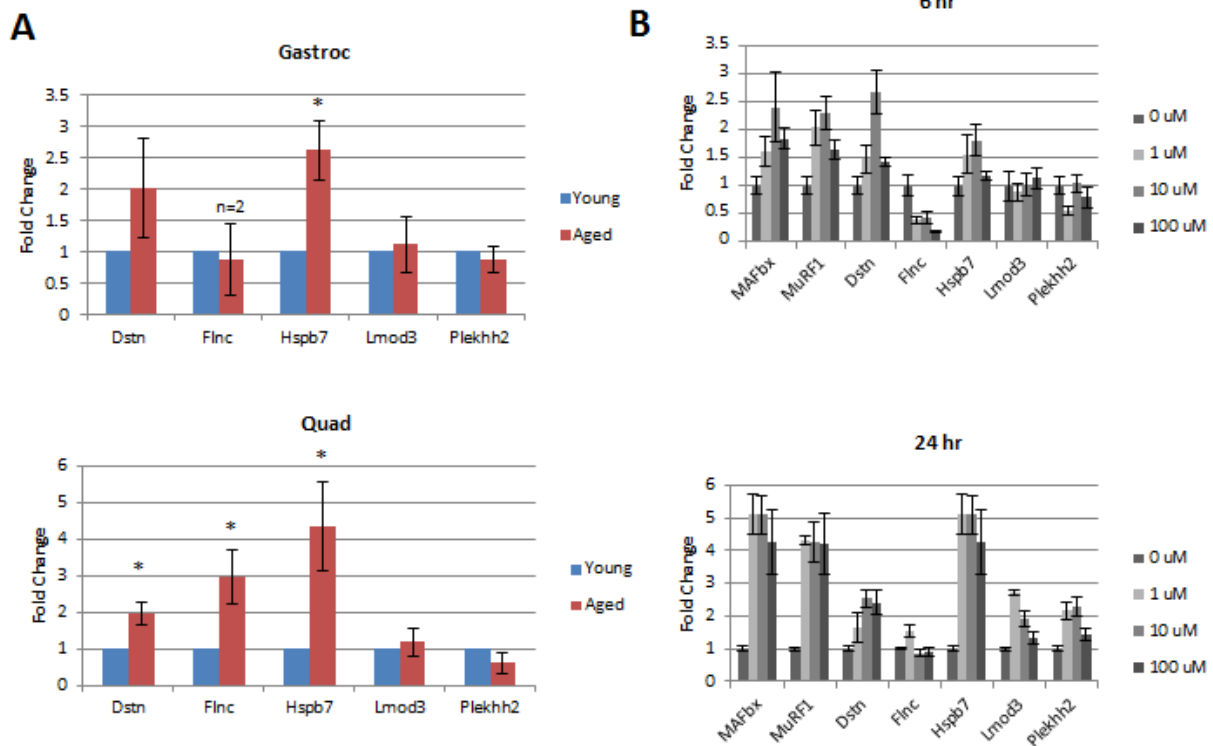 A
Gastroc
Fold Change
3.5
3
2.5
2
1.5
1
0.5
0
*
n=2
Dstn Flnc Hspb7 Lmod3 Plekhh2
Young
Aged
Quad
Fold Change
6
5
4
3
2
1
0
*
*
*
Dstn Flnc Hspb7 Lmod3 Plekhh2
Young
Aged
B
6 hr
Fold Change
3.5
3
2.5
2
1.5
1
0.5
0
MAFbx MuRF1 Dstn Flnc Hspb7 Lmod3 Plekhh2
0 uM
1 uM
10 uM
100 uM
24 hr
Fold Change
6
5
4
3
2
1
0
MAFbx MuRF1 Dstn Flnc Hspb7 Lmod3 Plekhh2
0 uM
1 uM
10 uM
100 uM